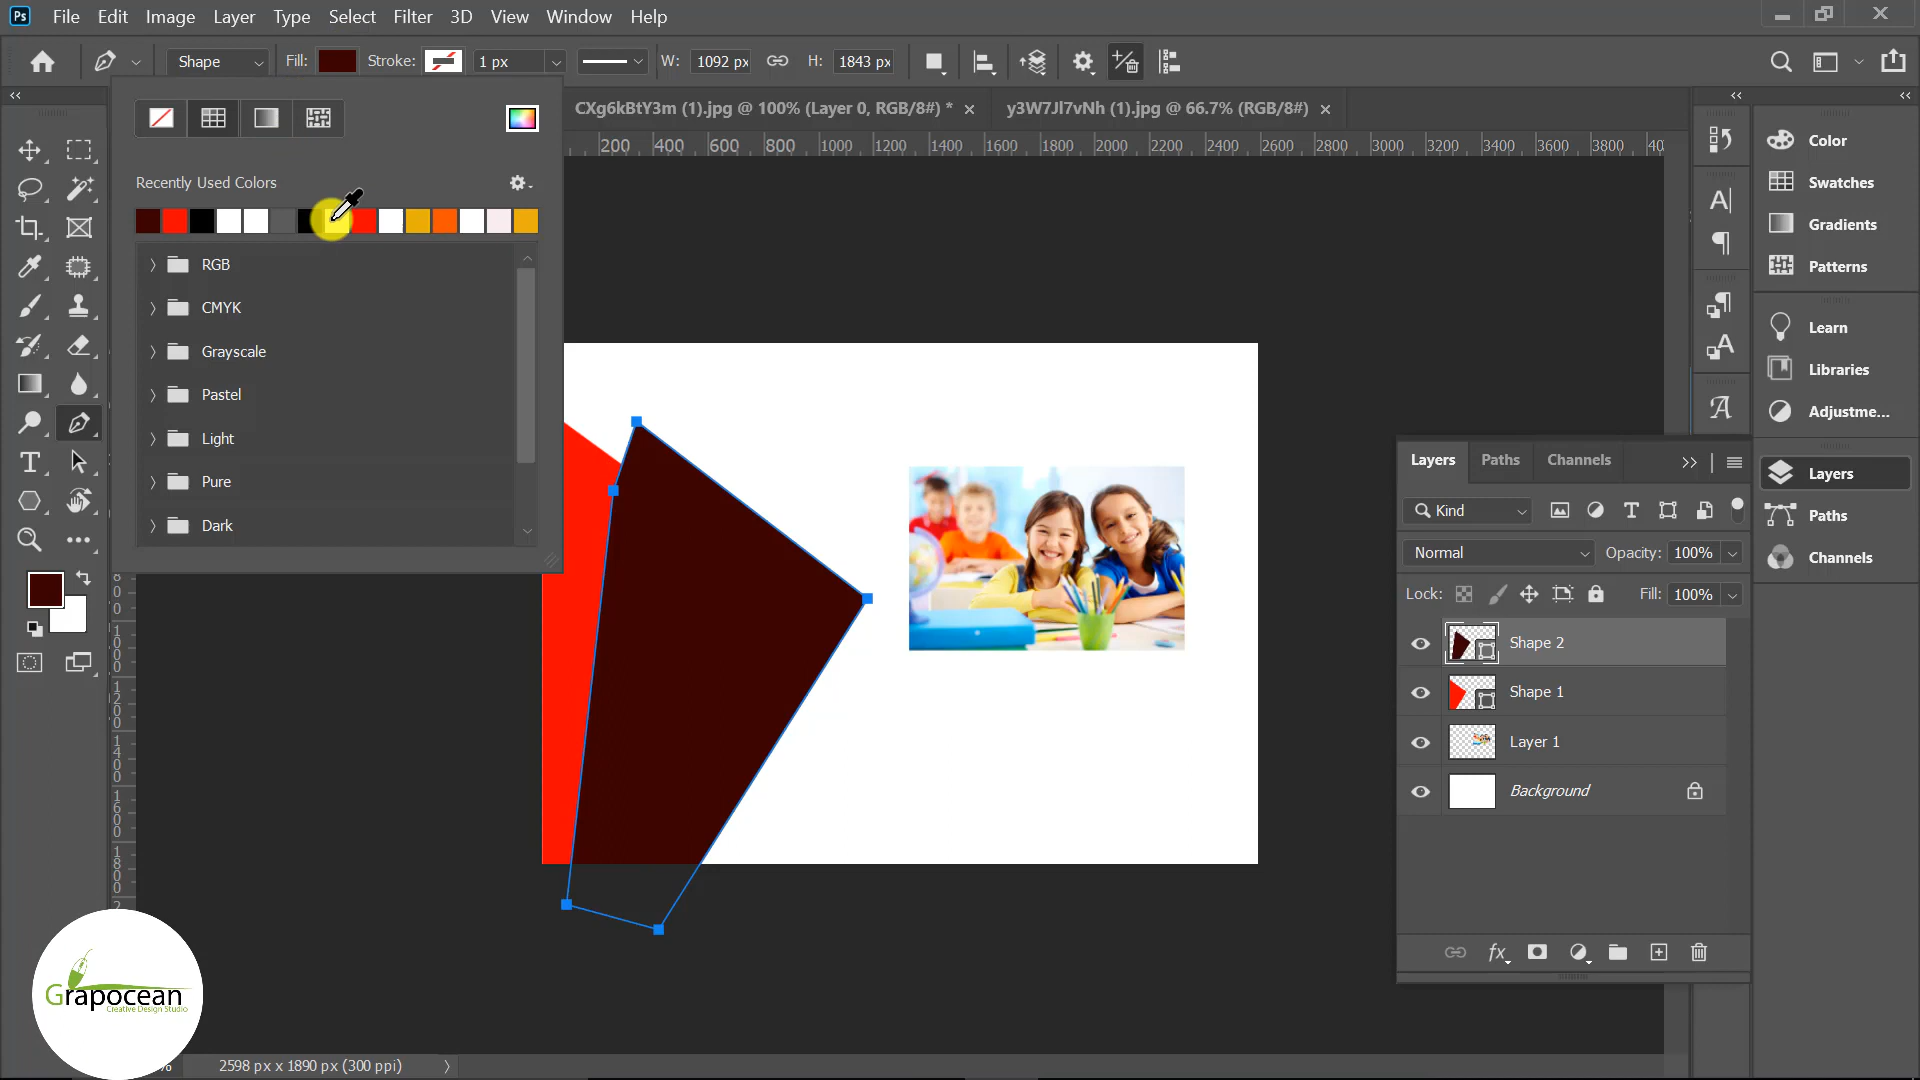 Ps File Edit Image Layer Type Select Filter 3D View Window Help
Shape Fill: Stroke: 1 px W: 1092 px H: 1843 px
CXg6kBtY3m (1).jpg @ 100% (Layer 0, RGB/8#) * y3W7Jl7vNh (1).jpg @ 66.7% (RGB/8#)
200 400 600 800 1000 1200 1400 1600 1800 2000 2200 2400 2600 2800 3000 3200 3400 3600 3800
Recently Used Colors
RGB
CMYK
Grayscale
Pastel
Light
Pure
Dark
Color
Swatches
Gradients
Patterns
Learn
Libraries
Adjustme...
Layers
Paths
Channels
Layers Paths Channels
Kind
Normal Opacity: 100%
Lock: Fill: 100%
Shape 2
Shape 1
Layer 1
Background
Grapocean
Creative Design Studio
2598 px x 1890 px (300 ppi)